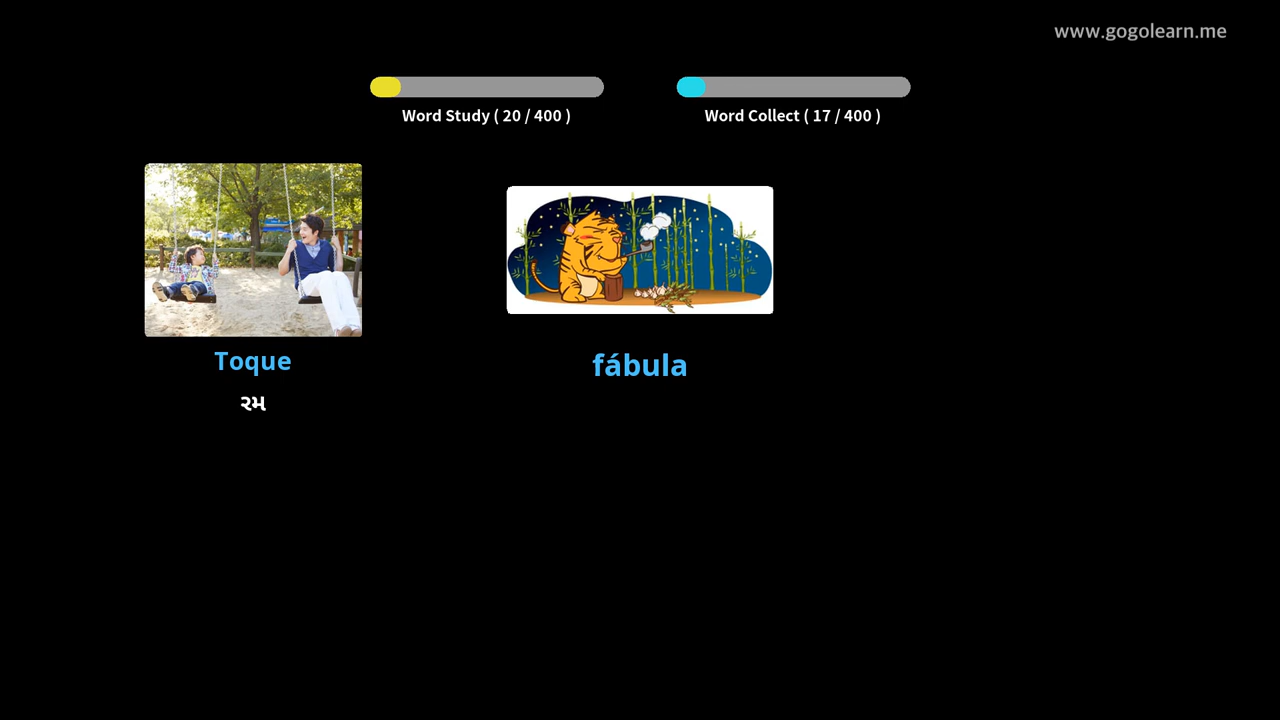 www.gogolearn.me
Word Study ( 20 / 400 )
Word Collect ( 17 / 400 )
Toque
fábula
રમ